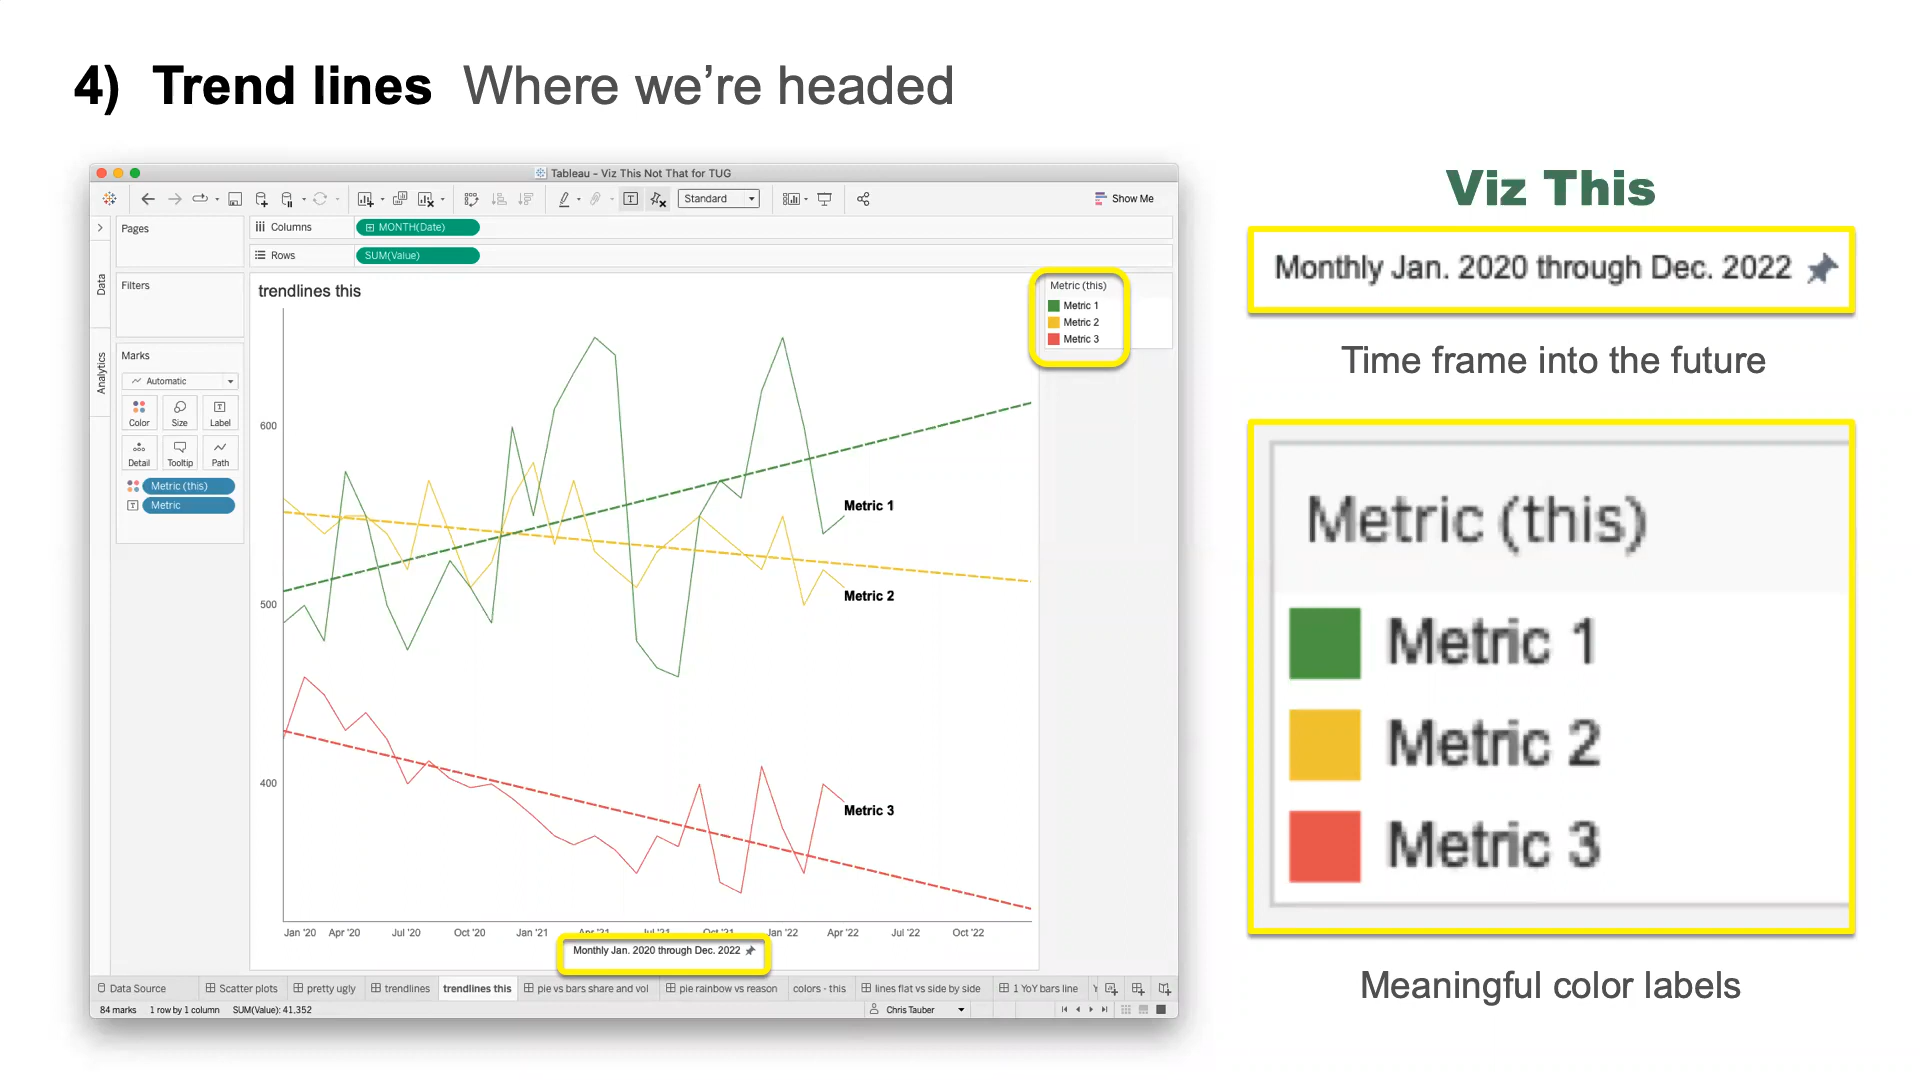 4) Trend lines Where we're headed
Tableau - Viz This Not That for TUG
Standard
Show Me
Pages
Columns
MONTH(Date)
Rows
SUM(Value)
Data
Analytics
Filters
Marks
Automatic
Color
Size
Label
Detail
Tooltip
Path
Metric (this)
Metric
trendlines this
600
500
400
Metric 1
Metric 2
Metric 3
Jan '20
Apr '20
Jul '20
Oct '20
Jan '21
Apr '21
Jul '21
Oct '21
Jan '22
Apr '22
Jul '22
Oct '22
Monthly Jan. 2020 through Dec. 2022
Metric (this)
Metric 1
Metric 2
Metric 3
Data Source
Scatter plots
pretty ugly
trendlines
trendlines this
pie vs bars share and vol
pie rainbow vs reason
colors - this
lines flat vs side by side
1 YoY bars line
84 marks
1 row by 1 column
SUM(Value): 41,352
Chris Tauber
Viz This
Monthly Jan. 2020 through Dec. 2022
Time frame into the future
Metric (this)
Metric 1
Metric 2
Metric 3
Meaningful color labels